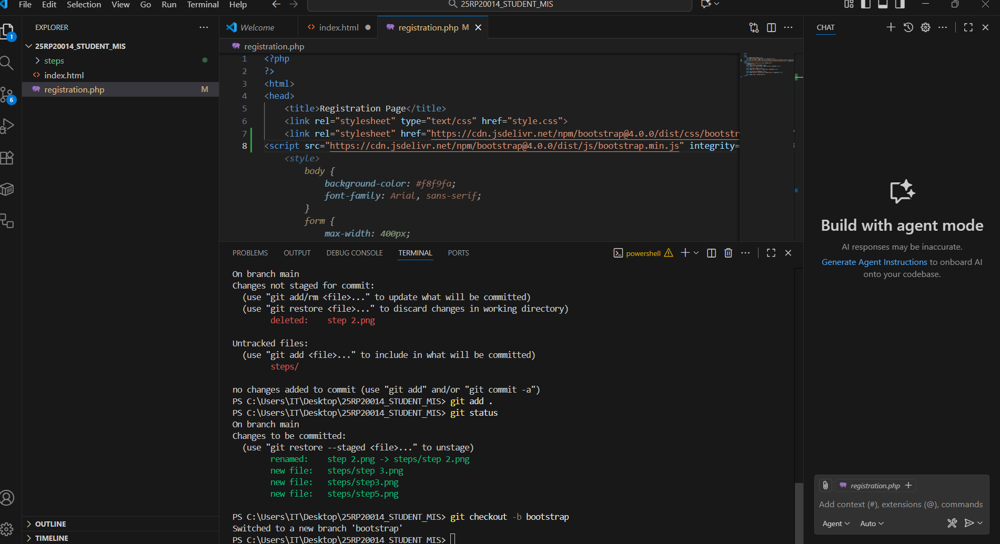 File Edit Selection View Go Run Terminal Help
25RP20014_STUDENT_MIS
EXPLORER
Welcome
index.html
registration.php M
CHAT
25RP20014_STUDENT_MIS
registration.php
1
steps
index.html
registration.php M
6
1 <?php
2 ?>
3 <html>
4 <head>
5 <title>Registration Page</title>
6 <link rel="stylesheet" type="text/css" href="style.css">
7 <link rel="stylesheet" href="https://cdn.jsdelivr.net/npm/bootstrap@4.0.0/dist/css/bootstr
8 <script src="https://cdn.jsdelivr.net/npm/bootstrap@4.0.0/dist/js/bootstrap.min.js" integrity=
<style>
body {
background-color: #f8f9fa;
font-family: Arial, sans-serif;
}
form {
max-width: 400px;
PROBLEMS OUTPUT DEBUG CONSOLE TERMINAL PORTS
powershell
On branch main
Changes not staged for commit:
(use "git add/rm <file>..." to update what will be committed)
(use "git restore <file>..." to discard changes in working directory)
deleted: step 2.png
Untracked files:
(use "git add <file>..." to include in what will be committed)
steps/
no changes added to commit (use "git add" and/or "git commit -a")
PS C:\Users\IT\Desktop\25RP20014_STUDENT_MIS> git add .
PS C:\Users\IT\Desktop\25RP20014_STUDENT_MIS> git status
On branch main
Changes to be committed:
(use "git restore --staged <file>..." to unstage)
renamed: step 2.png -> steps/step 2.png
new file: steps/step 3.png
new file: steps/step3.png
new file: steps/step5.png
PS C:\Users\IT\Desktop\25RP20014_STUDENT_MIS> git checkout -b bootstrap
Switched to a new branch 'bootstrap'
PS C:\Users\IT\Desktop\25RP20014_STUDENT_MIS>
OUTLINE
TIMELINE
Build with agent mode
AI responses may be inaccurate.
Generate Agent Instructions to onboard AI
onto your codebase.
registration.php
Add context (#), extensions (@), commands
Agent Auto